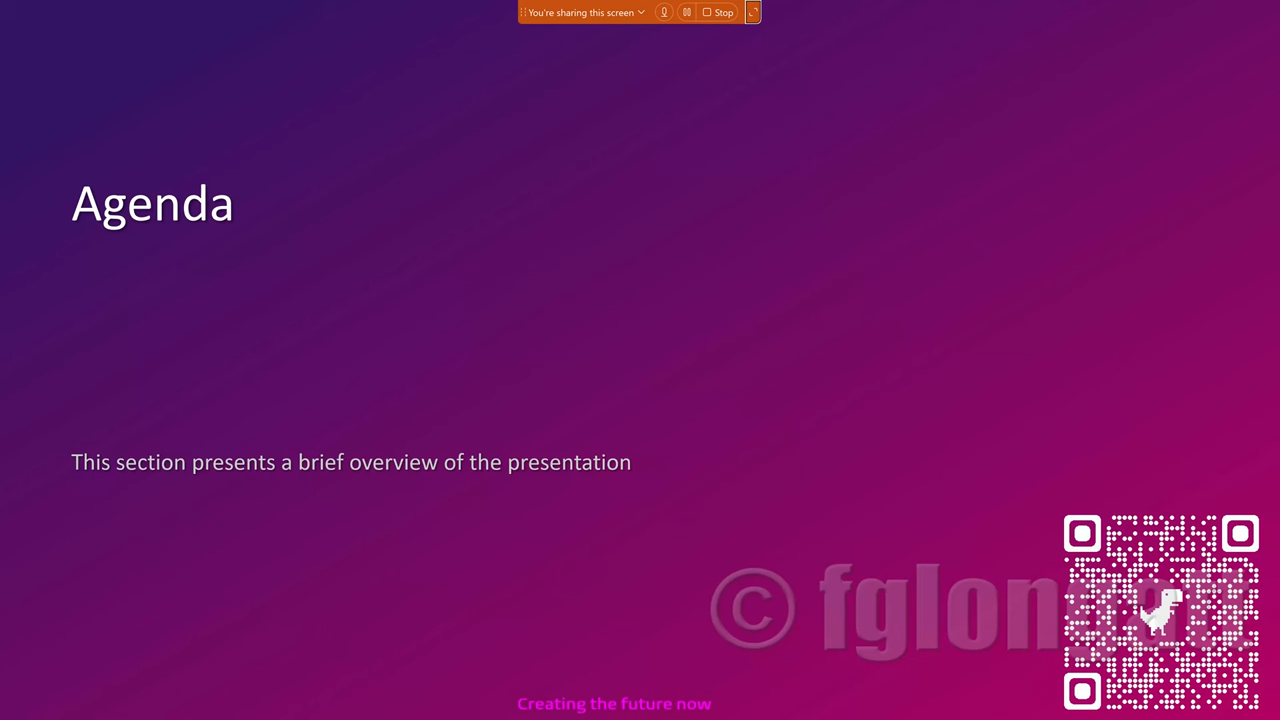 You're sharing this screen
Stop
Agenda
This section presents a brief overview of the presentation
©
Creating the future now